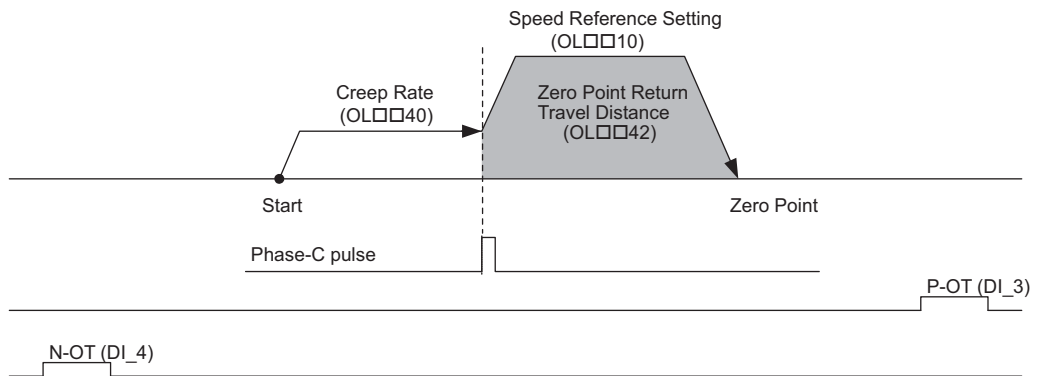 Speed Reference Setting
(OL□□10)
Creep Rate
(OL□□40)
Zero Point Return
Travel Distance
(OL□□42)
Start
Zero Point
Phase-C pulse
P-OT (DI_3)
N-OT (DI_4)